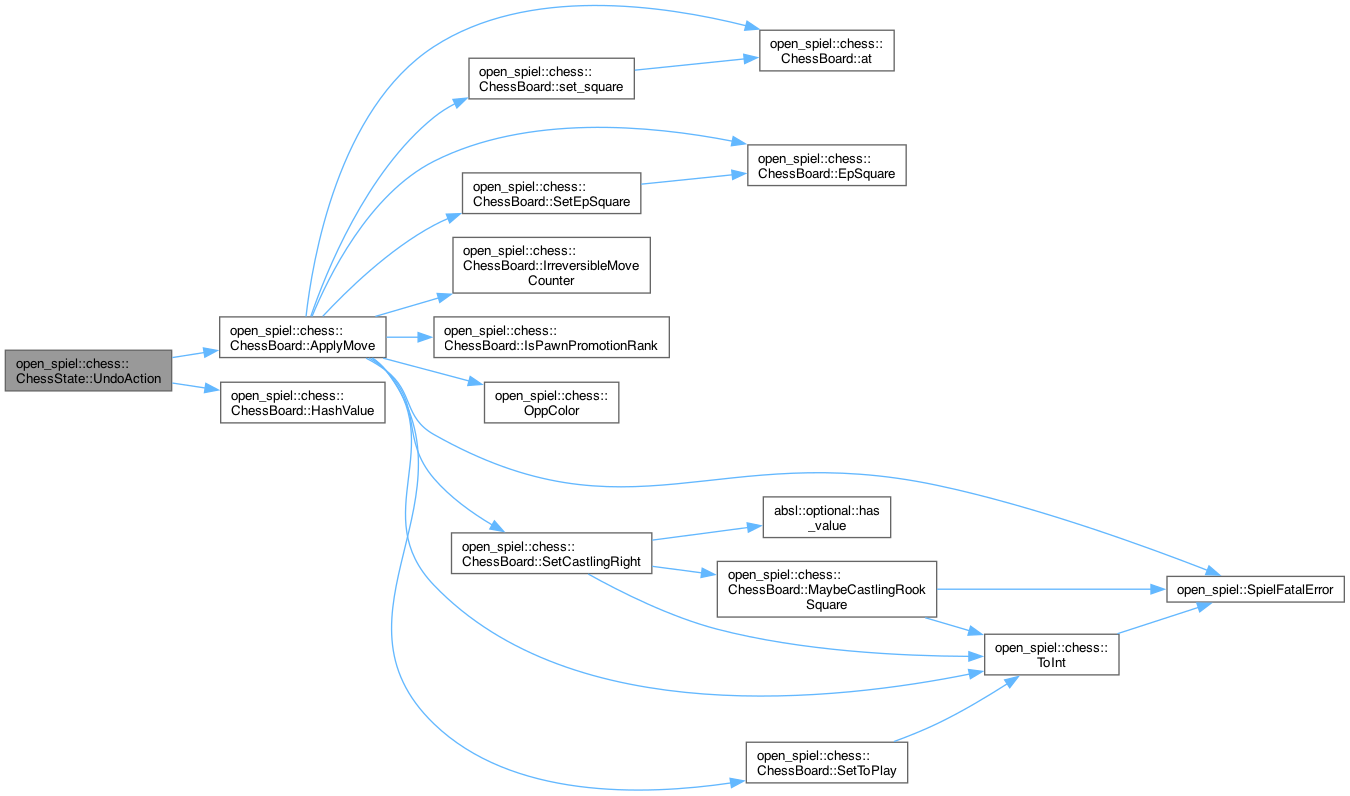 open_spiel::chess::
ChessBoard::at
open_spiel::chess::
ChessBoard::set_square
open_spiel::chess::
ChessBoard::EpSquare
open_spiel::chess::
ChessBoard::SetEpSquare
open_spiel::chess::
ChessBoard::IrreversibleMove
Counter
open_spiel::chess::
ChessBoard::ApplyMove
open_spiel::chess::
ChessBoard::IsPawnPromotionRank
open_spiel::chess::
ChessState::UndoAction
open_spiel::chess::
ChessBoard::HashValue
open_spiel::chess::
OppColor
absl::optional::has
_value
open_spiel::chess::
ChessBoard::SetCastlingRight
open_spiel::chess::
ChessBoard::MaybeCastlingRook
Square
open_spiel::SpielFatalError
open_spiel::chess::
ToInt
open_spiel::chess::
ChessBoard::SetToPlay